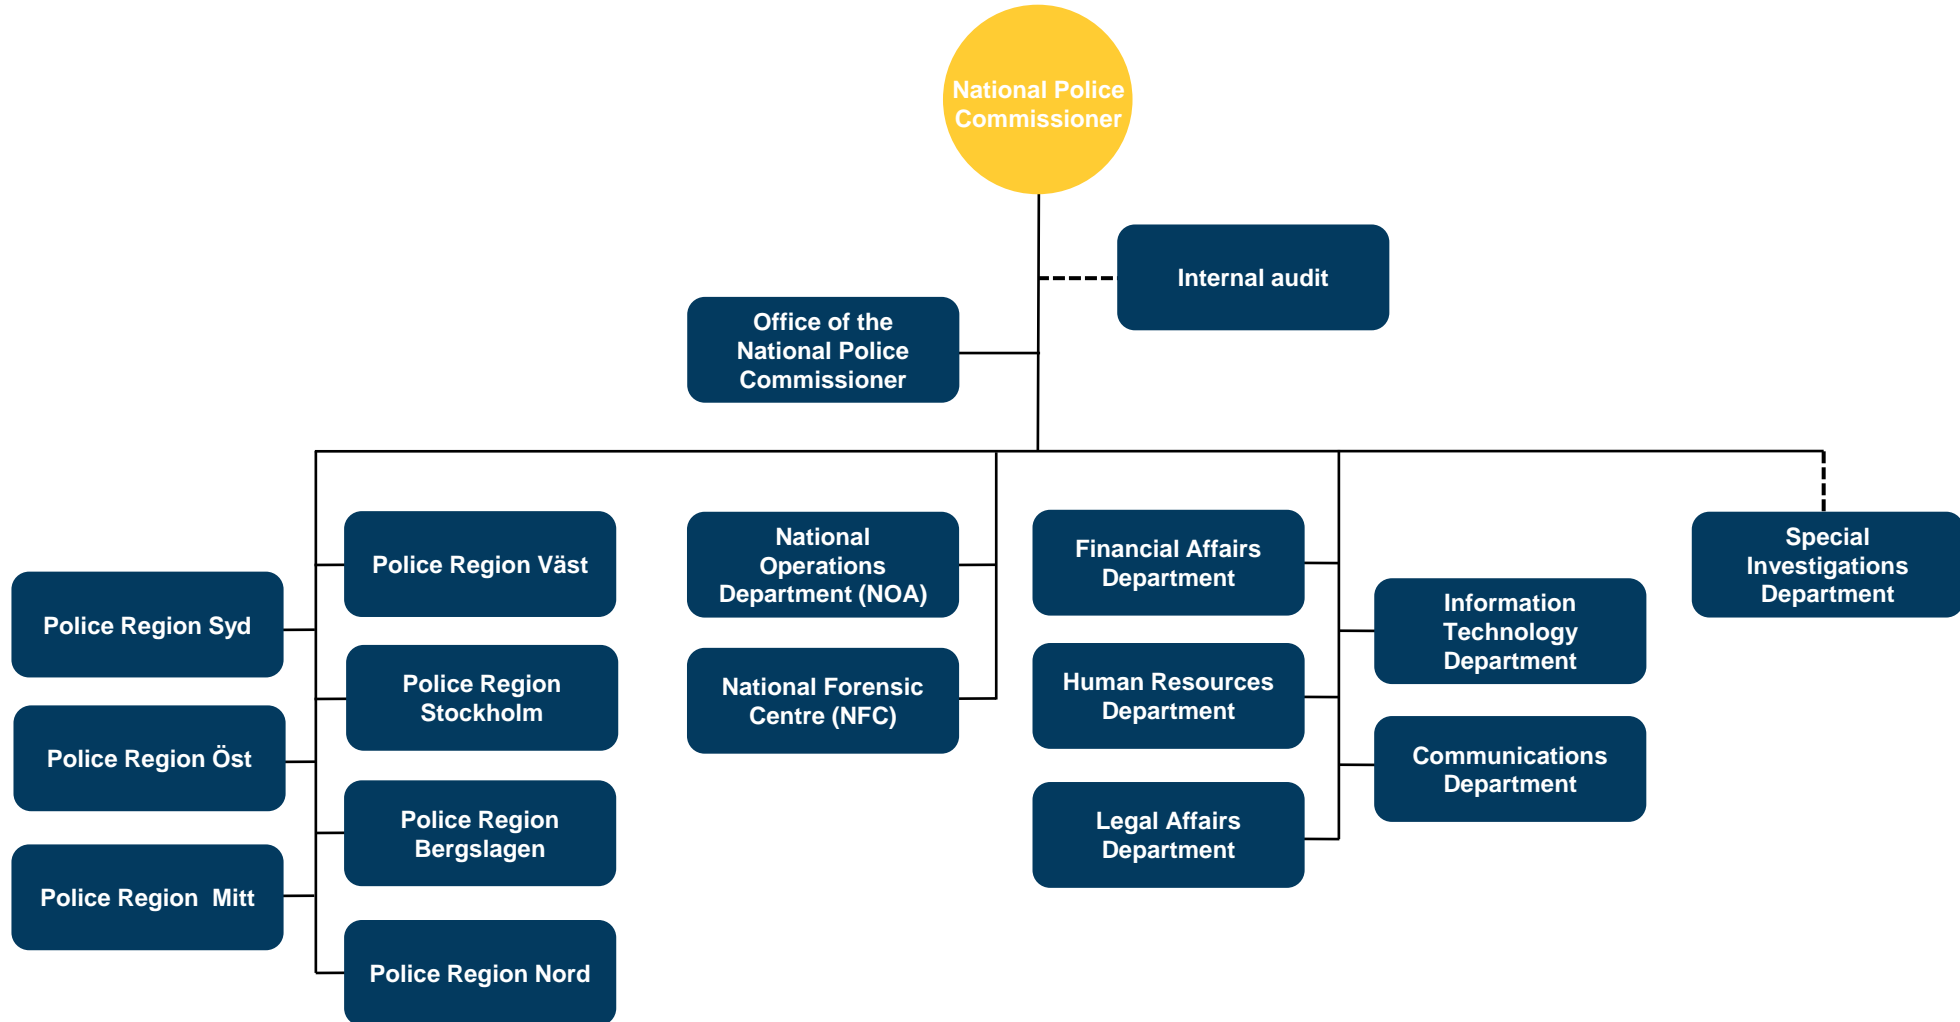 National Police
Commissioner
Internal audit
Office of the
National Police
Commissioner
Police Region Syd
Police Region Öst
Police Region  Mitt
Police Region Väst
Police Region
Stockholm
Police Region
Bergslagen
Police Region Nord
National
Operations
Department (NOA)
National Forensic
Centre (NFC)
Financial Affairs
Department
Human Resources
Department
Legal Affairs
Department
Information
Technology
Department
Communications
Department
Special
Investigations
Department